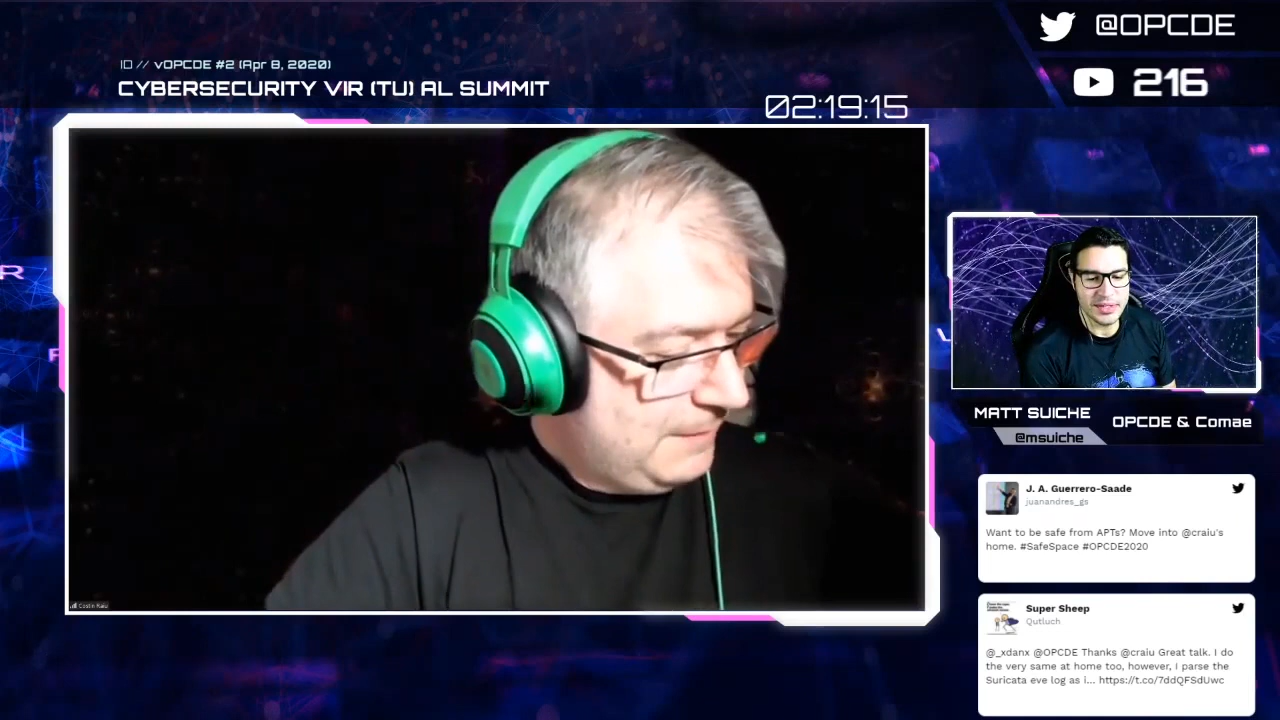 @OPCDE
ID // vOPCDE #2 (Apr 8, 2020)
CYBERSECURITY VIR (TU) AL SUMMIT
216
02:19:15
R
MATT SUICHE
OPCDE & Comae
@msuiche
J. A. Guerrero-Saade
juanandres_gs
Want to be safe from APTs? Move into @craiu's
home. #SafeSpace #OPCDE2020
Costin Raiu
Super Sheep
Qutluch
@_xdanx @OPCDE Thanks @craiu Great talk. I do
the very same at home too, however, I parse the
Suricata eve log as i... https://t.co/7ddQFSdUwc